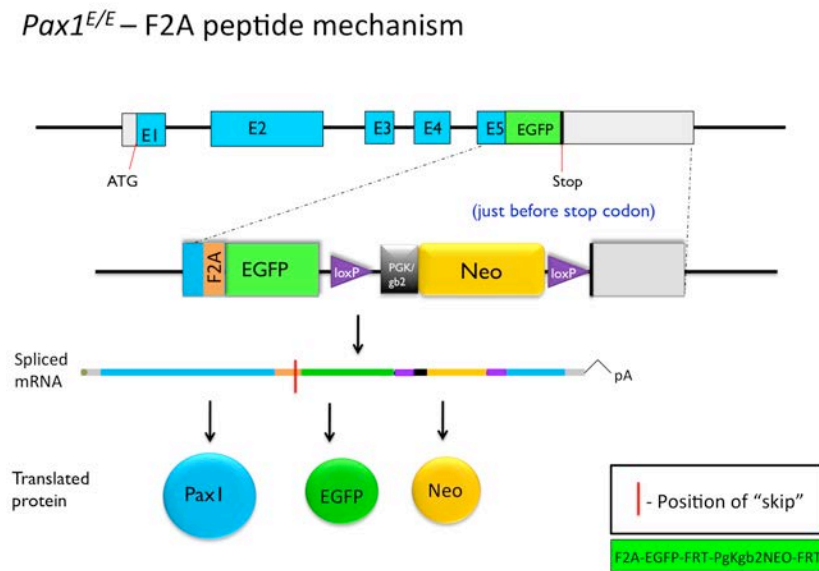 Pax1E/E – F2A peptide mechanism
E1
E2
E3
E4
E5
EGFP
ATG
Stop
(just before stop codon)
F2A
EGFP
loxP
PGK/
gb2
Neo
loxP
Spliced
mRNA
pA
Translated
protein
Pax1
EGFP
Neo
- Position of "skip"
F2A-EGFP-FRT-PgKgb2NEO-FRT